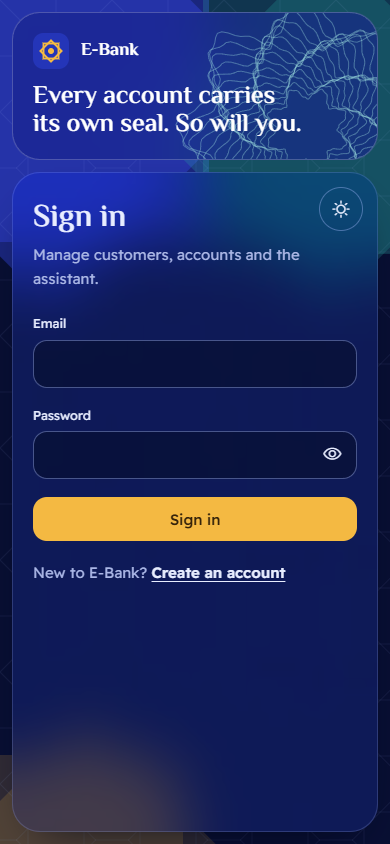 E-Bank
Every account carries
its own seal. So will you.
Sign in
Manage customers, accounts and the
assistant.
Email
Password
Sign in
New to E-Bank? Create an account